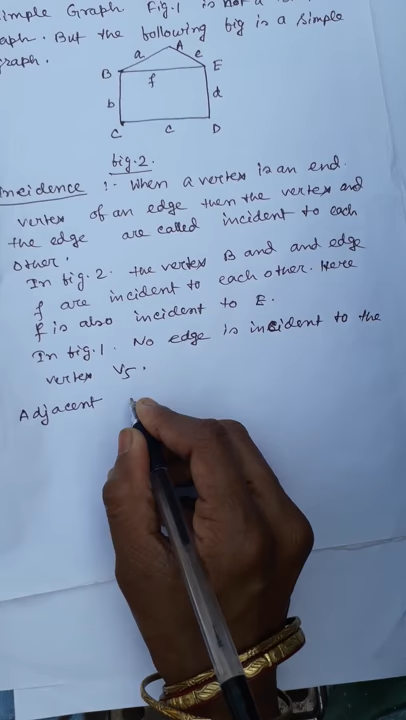 Simple Graph Fig.1 is not a
graph. But the following fig is a simple
graph.
A
a e
B E
f
b d
C c D
fig.2.
Incidence :- When a vertex is an end
vertex of an edge then the vertex and
the edge are called incident to each
other.
In fig.2. the vertex B and and edge
f are incident to each other. Here
f is also incident to E.
In fig.1. No edge is incident to the
vertex V5.
Adjacent